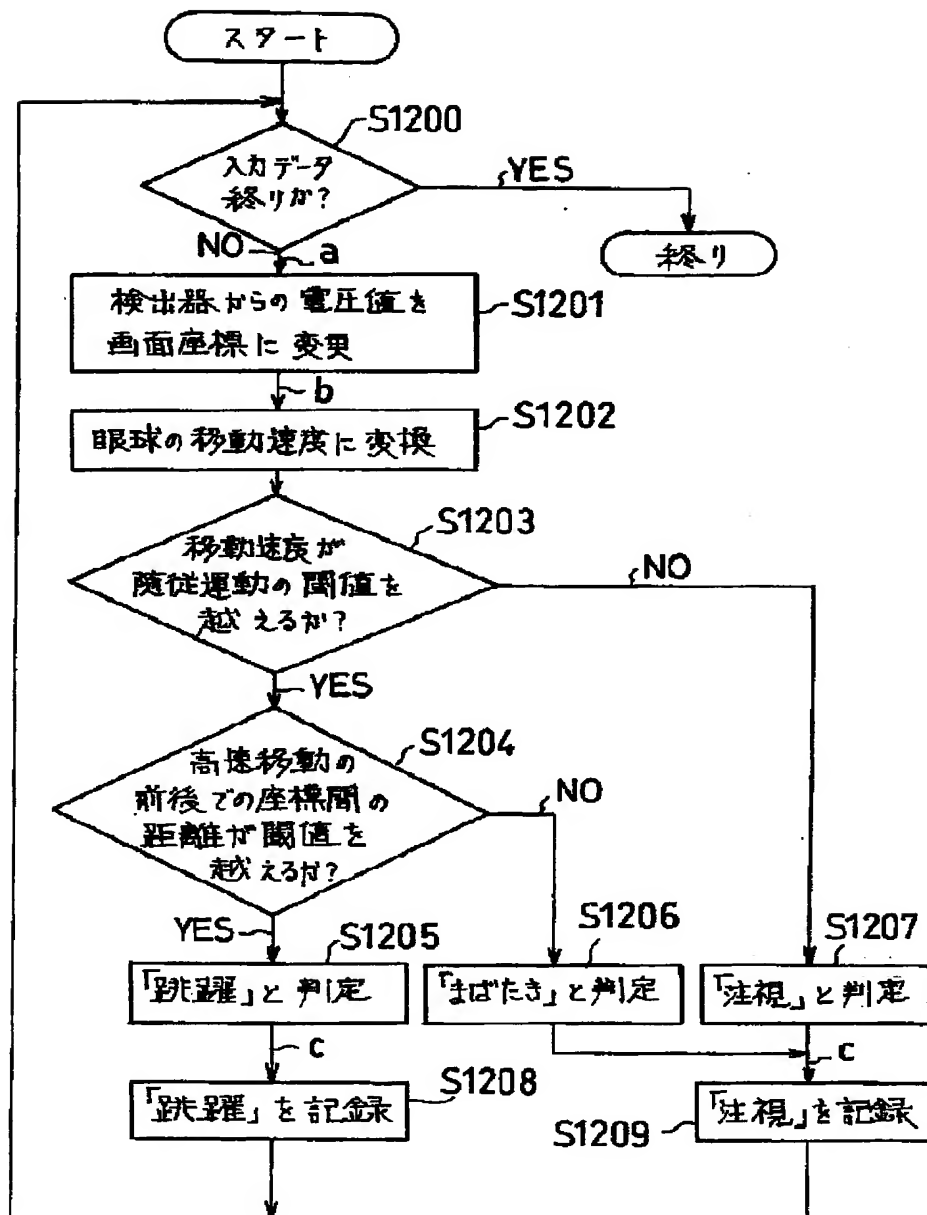 スタート
S1200
入力データ
終りか?
YES
終り
NO
a
検出器からの電圧値を
画面座標に変更
S1201
b
S1202
眼球の移動速度に変換
S1203
移動速度が
随従運動の閾値を
越えるか?
NO
YES
S1204
高速移動の
前後での座標間の
距離が閾値を
越えるか?
NO
YES
S1205
「跳躍」と判定
S1206
「まばたき」と判定
S1207
「注視」と判定
c
c
「跳躍」を記録
S1208
S1209
「注視」を記録